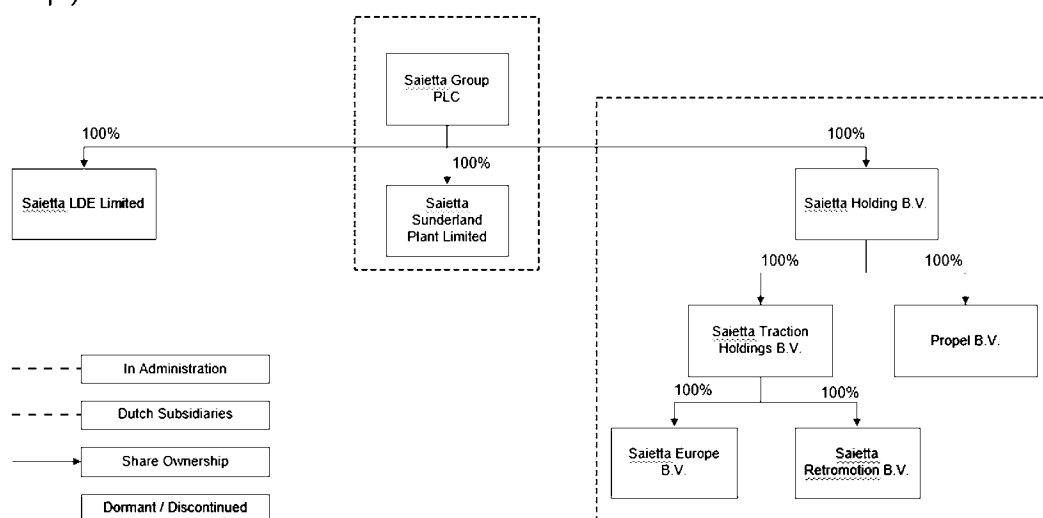 Saietta Group
PLC
100%
100%
100%
Saietta LDE Limited
Saietta
Sunderland
Plant Limited
Saietta Holding B.V.
100%
100%
Saietta Traction
Holdings B.V.
Propel B.V.
In Administration
100%
100%
Dutch Subsidiaries
Saietta Europe
B.V.
Saietta
Retromotion B.V.
Share Ownership
Dormant / Discontinued